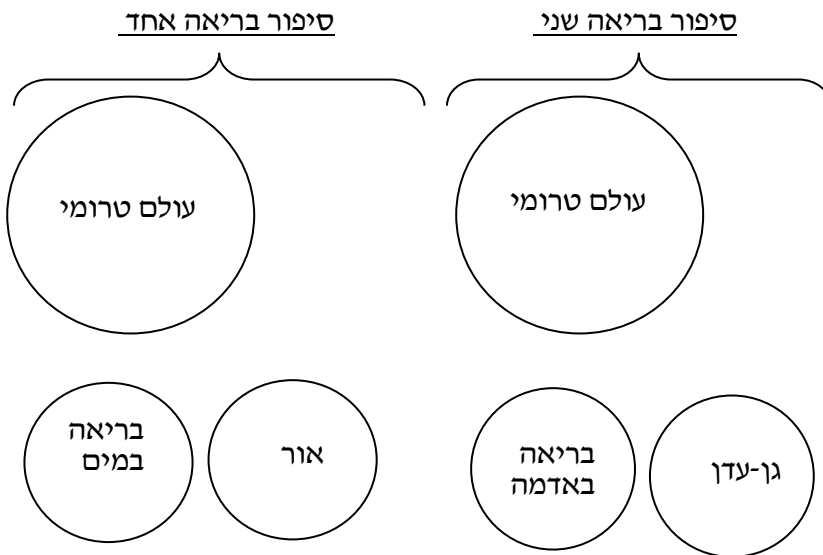 סיפור בריאה שני
סיפור בריאה אחד
עולם טרומי
עולם טרומי
גן-עדן
בריאה
באדמה
אור
בריאה
במים